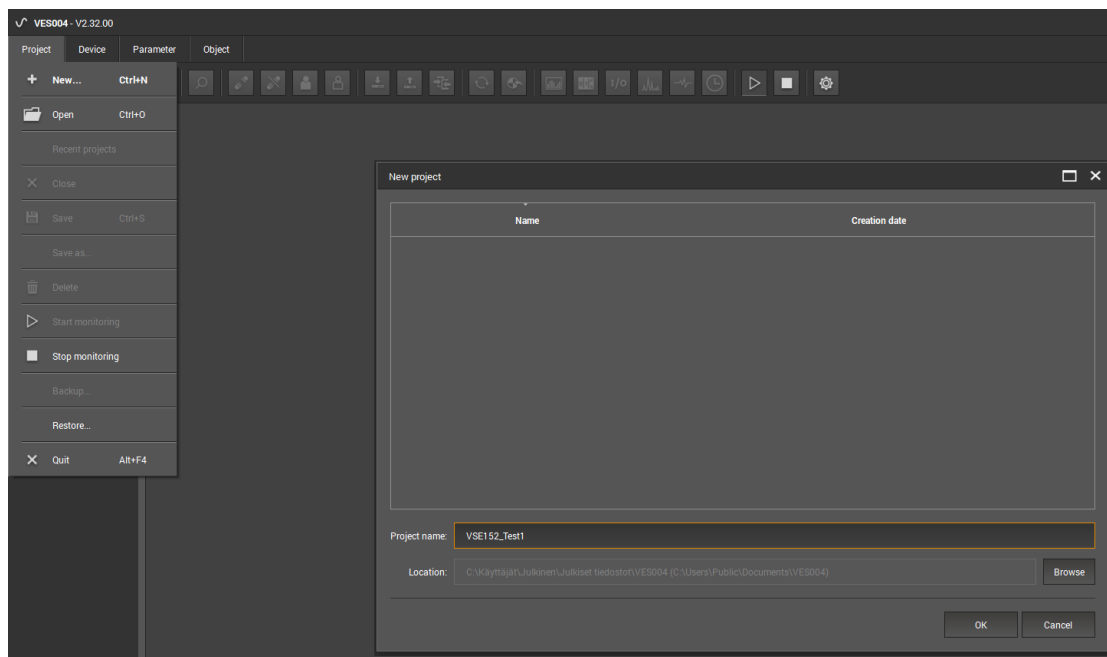 VES004 - V2.32.00
Project Device Parameter Object
New... Ctrl+N
Open Ctrl+O
Recent projects
Close
Save Ctrl+S
Save as...
Delete
Start monitoring
Stop monitoring
Backup...
Restore...
Quit Alt+F4
I/O
New project
Name Creation date
Project name: VSE152_Test1
Location: C:\Käyttäjät\Julkinen\Julkiset tiedostot\VES004 (C:\Users\Public\Documents\VES004) Browse
OK Cancel